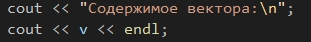 cout << "Содержимое вектора:\n";
cout << v << endl;